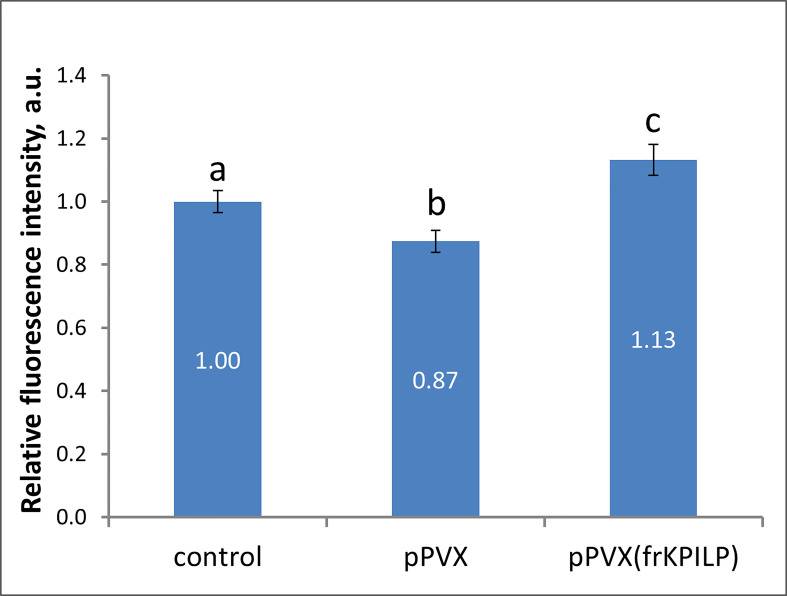 Relative fluorescence intensity, a.u.
1.4
1.2
1.0
0.8
0.6
0.4
0.2
0.0
a
b
c
1.00
0.87
1.13
control
pPVX
pPVX(frKPILP)